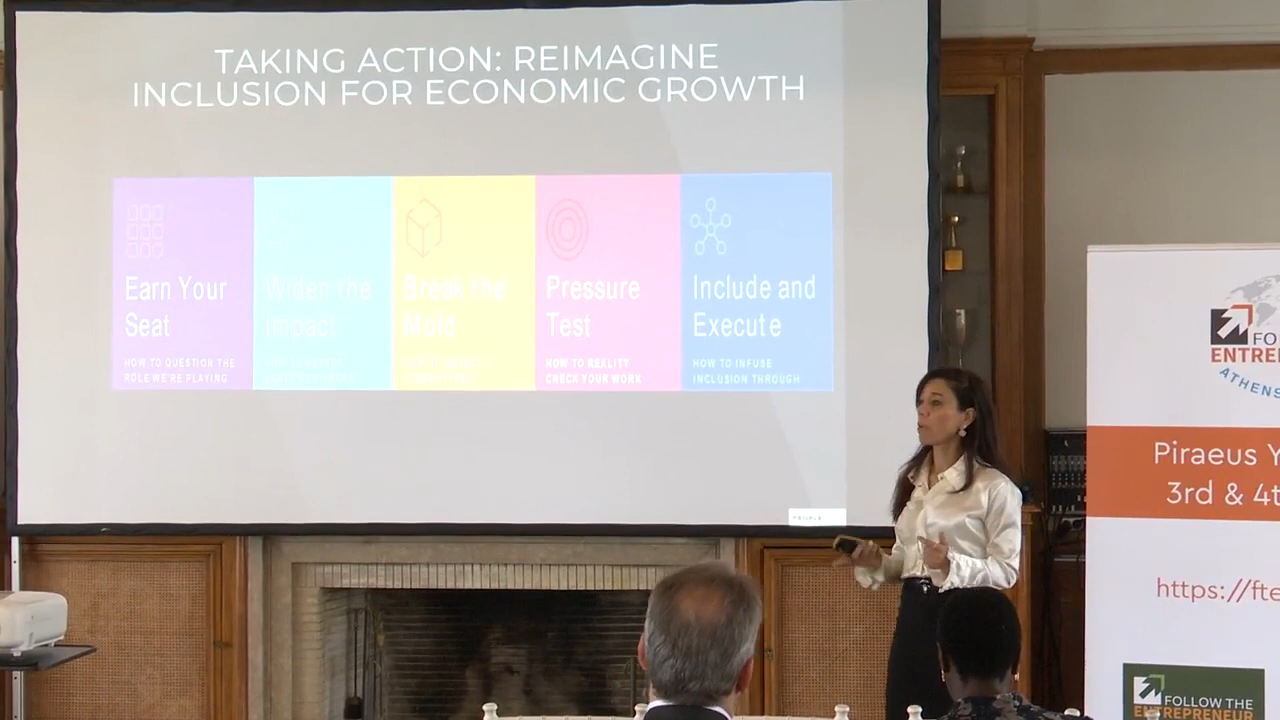 TAKING ACTION: REIMAGINE
INCLUSION FOR ECONOMIC GROWTH
Earn Your
Seat
HOW TO QUESTION THE
ROLE WE'RE PLAYING
Widen the
Impact
Break the
Mold
Pressure
Test
HOW TO REALITY
CHECK YOUR WORK
Include and
Execute
HOW TO INFUSE
INCLUSION THROUGH
FO
ENTRE
ATHENS
Piraeus Y
3rd & 4t
https://fte
FOLLOW THE
ENTREPRENEUR